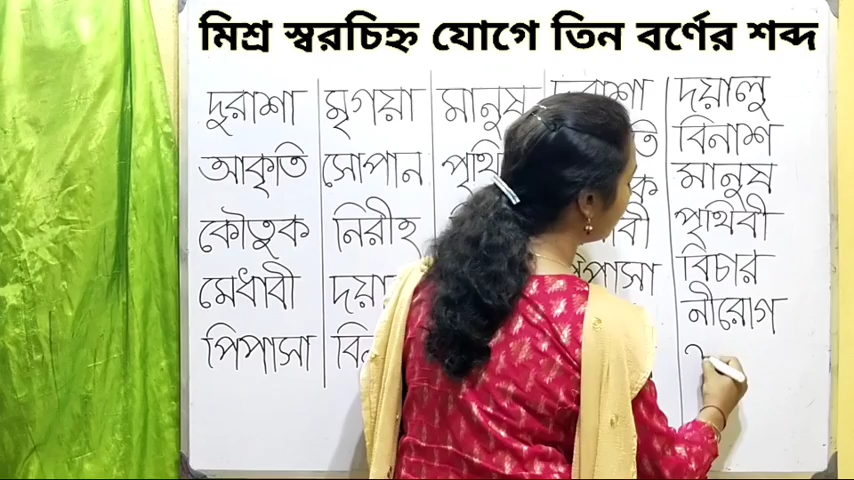 মিশ্র স্বরচিহ্ন যোগে তিন বর্ণের শব্দ
দুরাশা
আকৃতি
কৌতুক
মেধাবী
পিপাসা
মৃগয়া
সোপান
নিরীহ
মানুষ
দয়ালু
বিনাশ
মানুষ
পৃথিবী
বিচার
নীরোগ